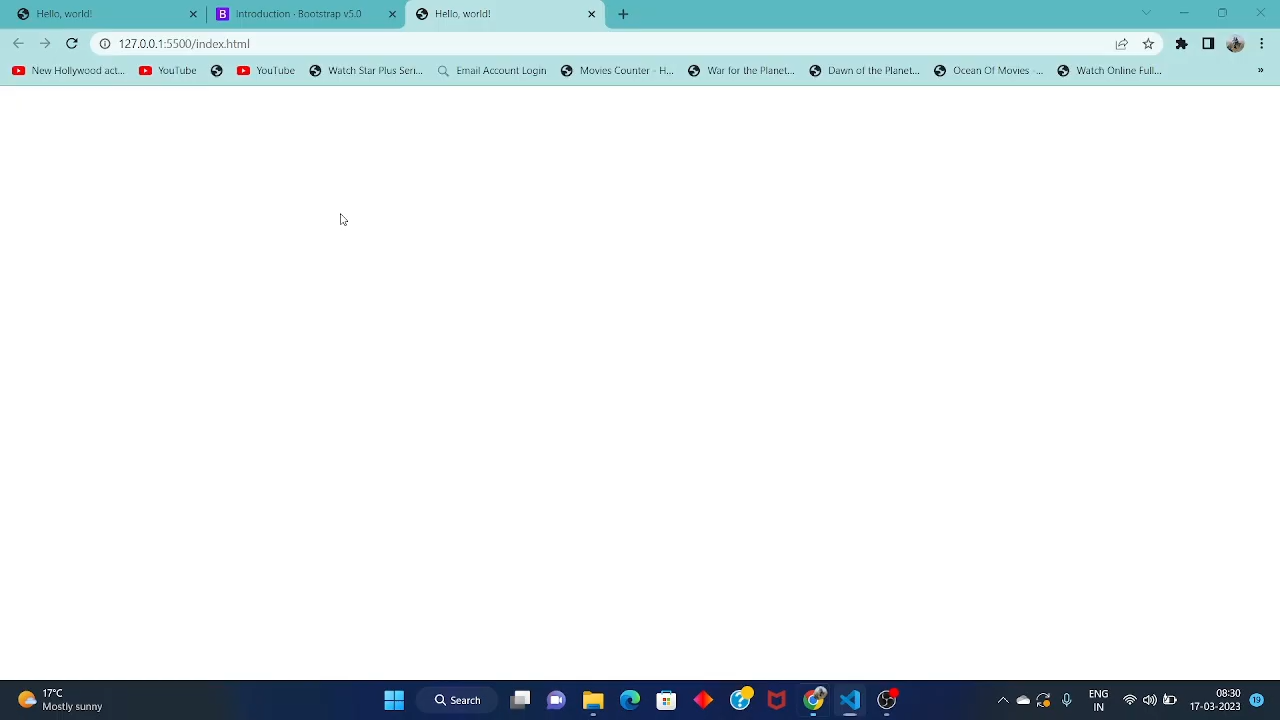 Hello, world!
Introduction · Bootstrap v5.0
Hello, world!
127.0.0.1:5500/index.html
New Hollywood act...
YouTube
YouTube
Watch Star Plus Seri...
Email Account Login
Movies Counter - H...
War for the Planet...
Dawn of the Planet...
Ocean Of Movies -...
Watch Online Full...
»
17°C
Mostly sunny
Search
ENG
IN
08:30
17-03-2023
19